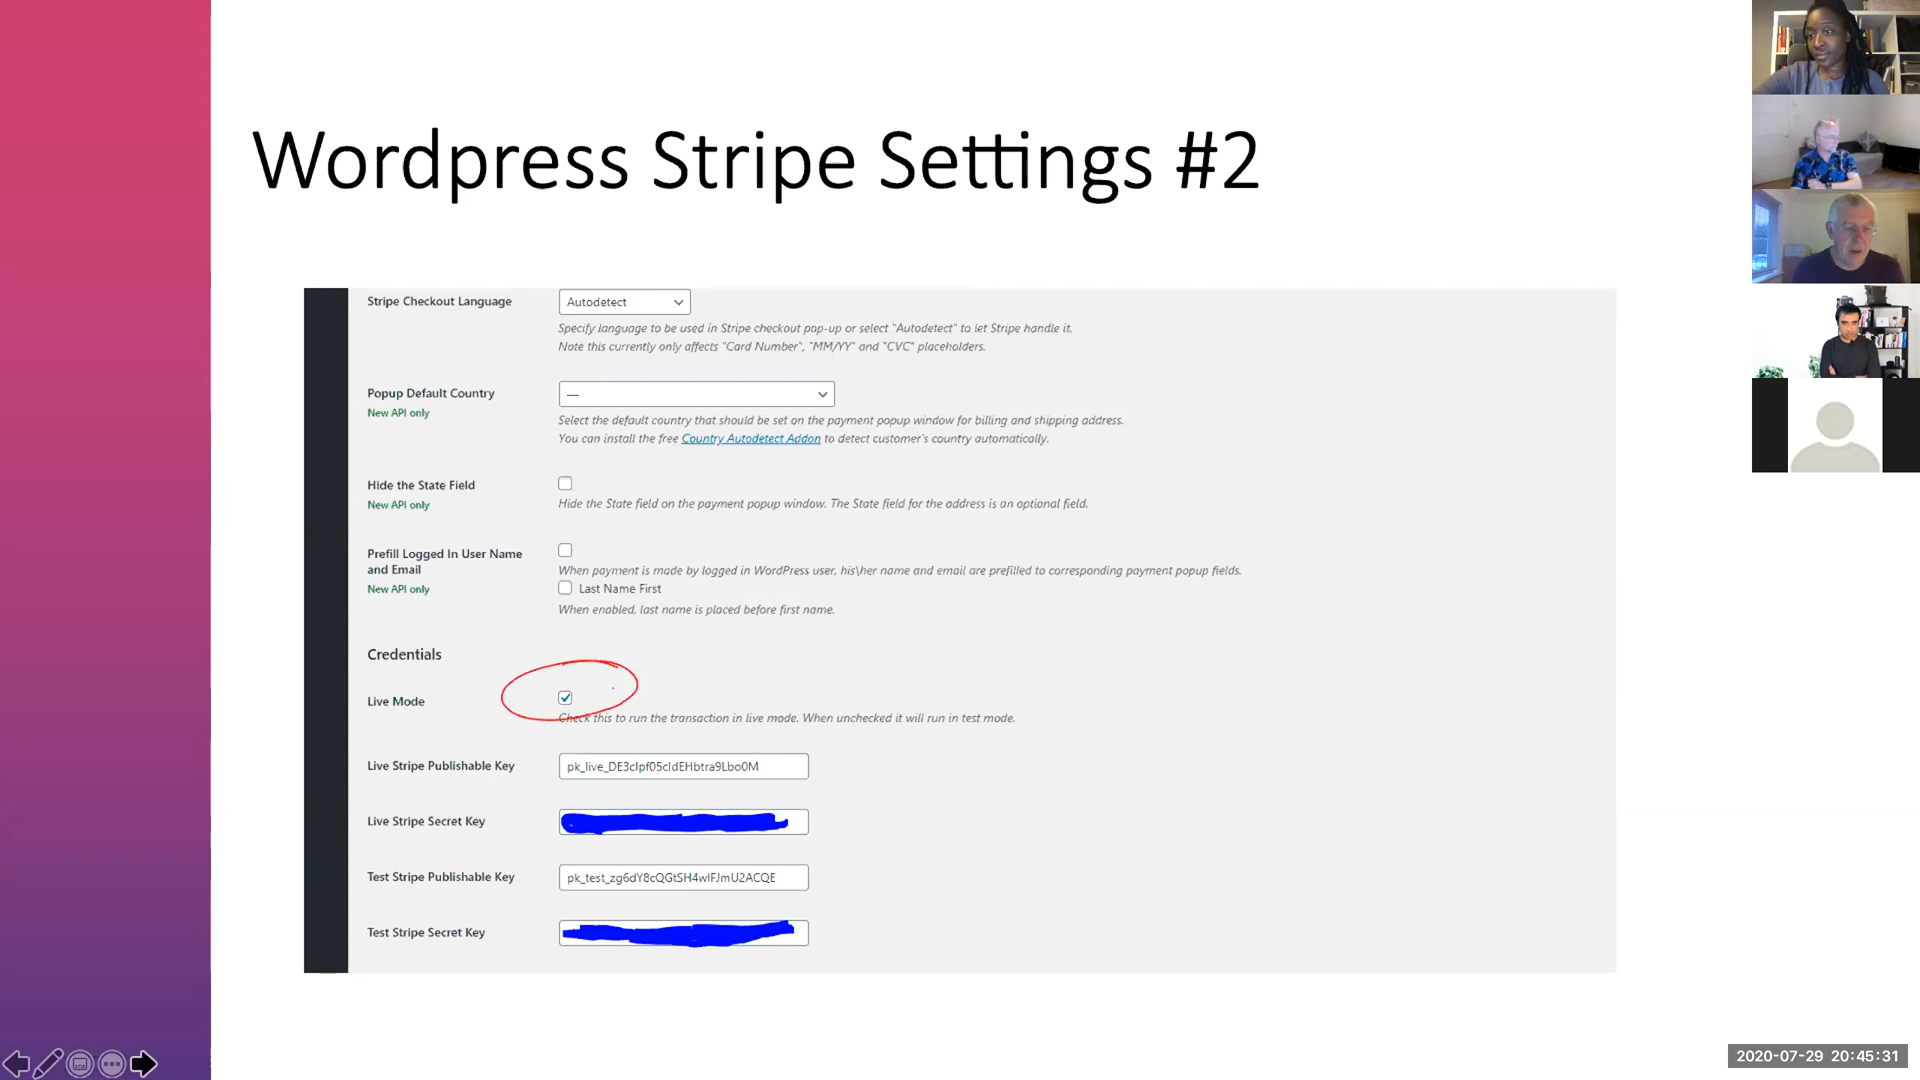 Wordpress Stripe Settings #2
Stripe Checkout Language
Autodetect
Specify language to be used in Stripe checkout pop-up or select "Autodetect" to let Stripe handle it.
Note this currently only affects "Card Number", "MM/YY" and "CVC" placeholders.
Popup Default Country
New API only
—
Select the default country that should be set on the payment popup window for billing and shipping address.
You can install the free Country Autodetect Addon to detect customer's country automatically.
Hide the State Field
New API only
Hide the State field on the payment popup window. The State field for the address is an optional field.
Prefill Logged In User Name
and Email
New API only
When payment is made by logged in WordPress user, his\her name and email are prefilled to corresponding payment popup fields.
Last Name First
When enabled, last name is placed before first name.
Credentials
Live Mode
Check this to run the transaction in live mode. When unchecked it will run in test mode.
Live Stripe Publishable Key
Live Stripe Secret Key
Test Stripe Publishable Key
Test Stripe Secret Key
2020-07-29 20:45:31